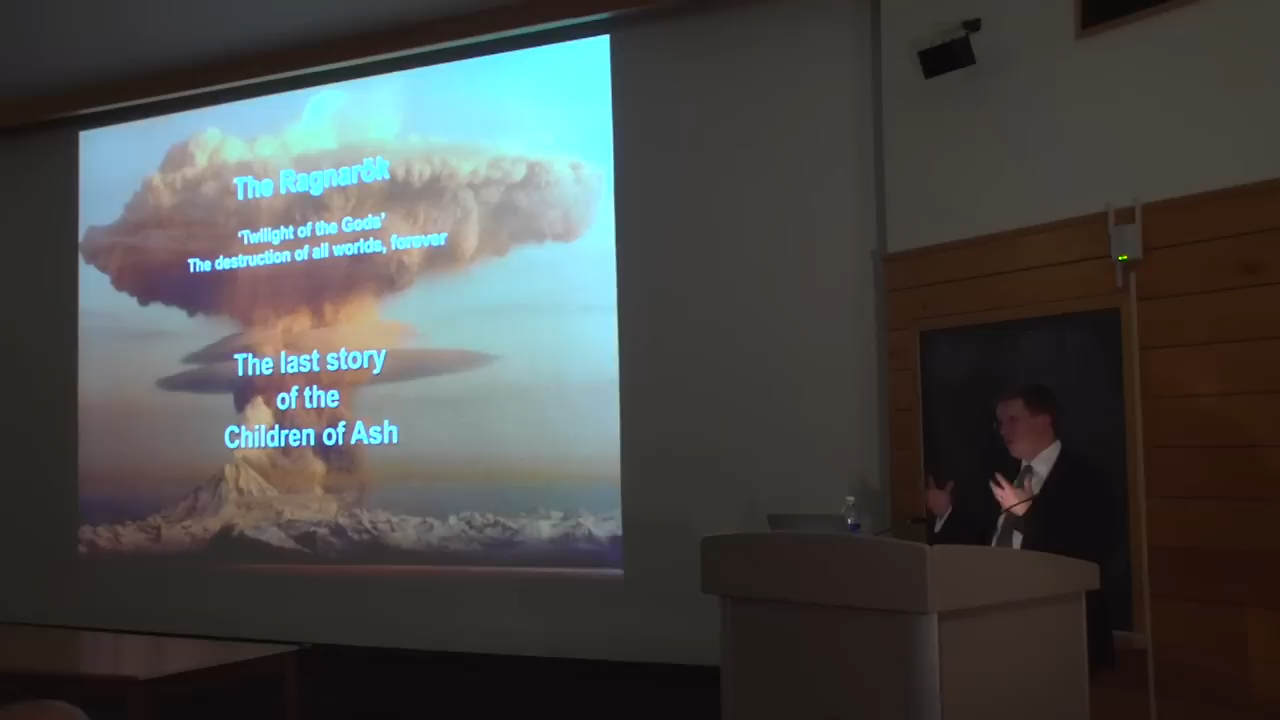 The Ragnarök
‘Twilight of the Gods’
The destruction of all worlds, forever
The last story
of the
Children of Ash